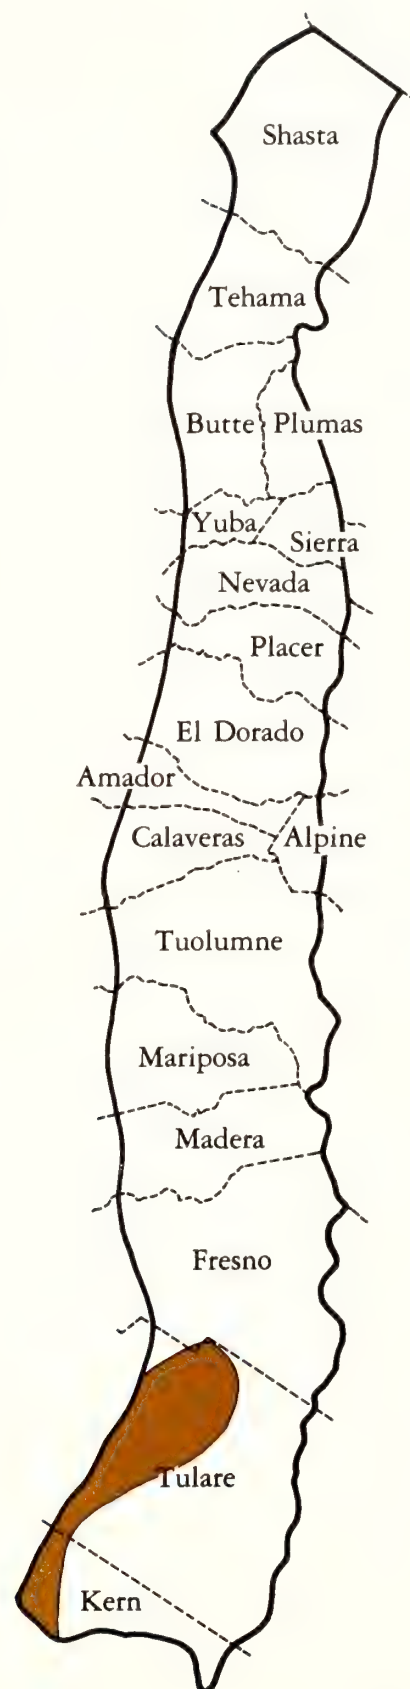 Shasta
Tehama
Butte Plumas
Yuba
Sierra
Nevada
Placer
El Dorado
Amador
Calaveras Alpine
Tuolumne
Mariposa
Madera
Fresno
Tulare
Kern